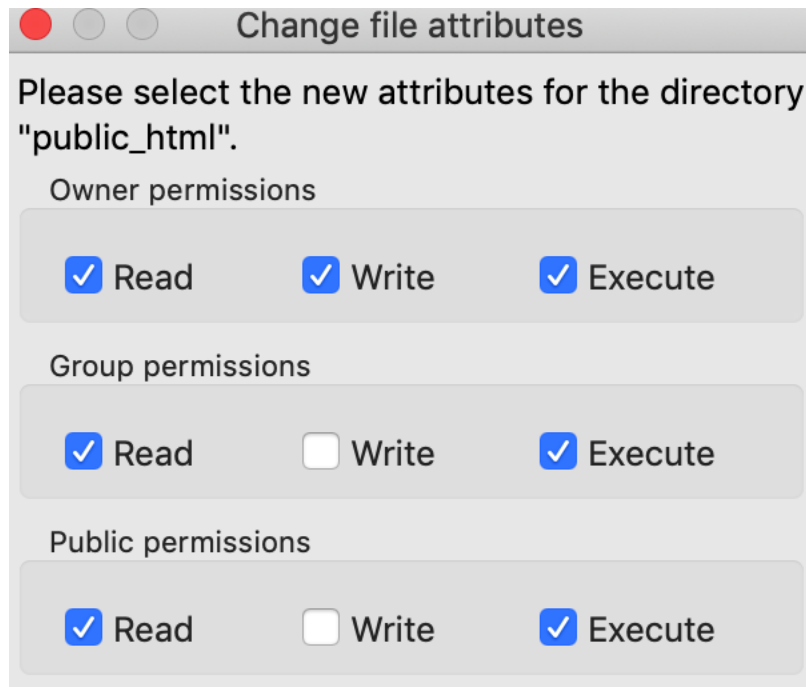 Change file attributes
Please select the new attributes for the directory
"public_html".
Owner permissions
Read Write Execute
Group permissions
Read Write Execute
Public permissions
Read Write Execute